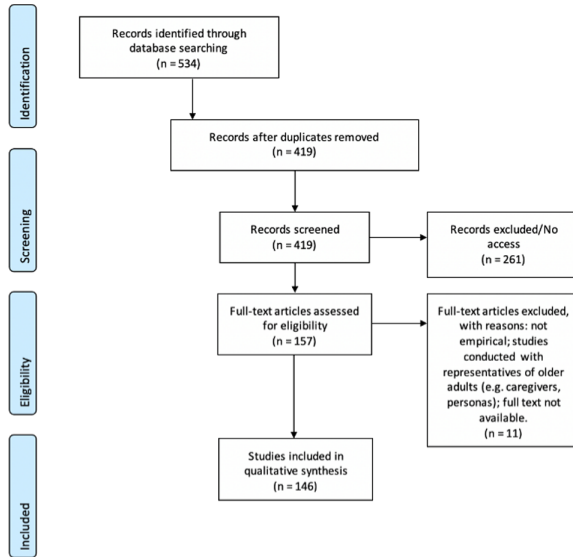 Identification
Records identified through
database searching
(n = 534)
Records after duplicates removed
(n = 419)
Screening
Records screened
(n = 419)
Records excluded/No
access
(n = 261)
Eligibility
Full-text articles assessed
for eligibility
(n = 157)
Full-text articles excluded,
with reasons: not
empirical; studies
conducted with
representatives of older
adults (e.g. caregivers,
personas); full text not
available.
(n = 11)
Included
Studies included in
qualitative synthesis
(n = 146)